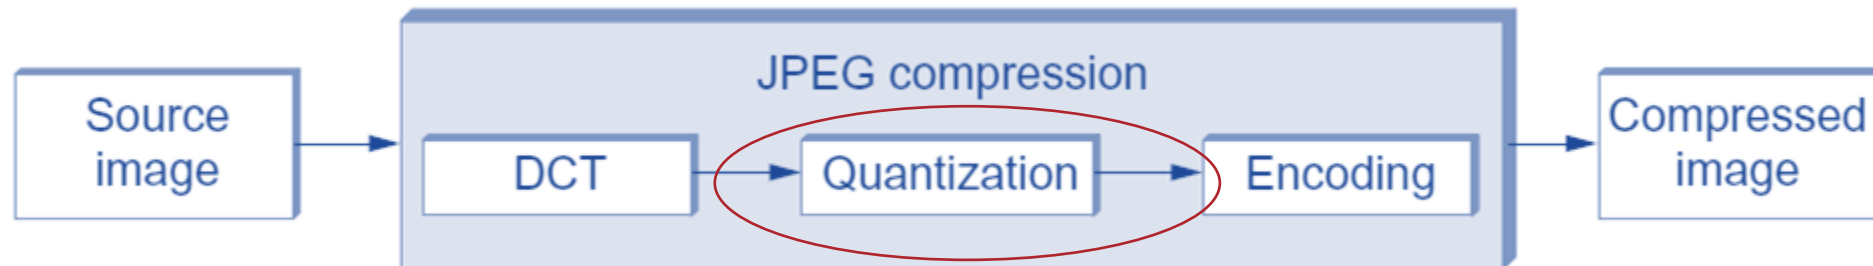 Source
image
JPEG compression
DCT
Quantization
Encoding
Compressed
image